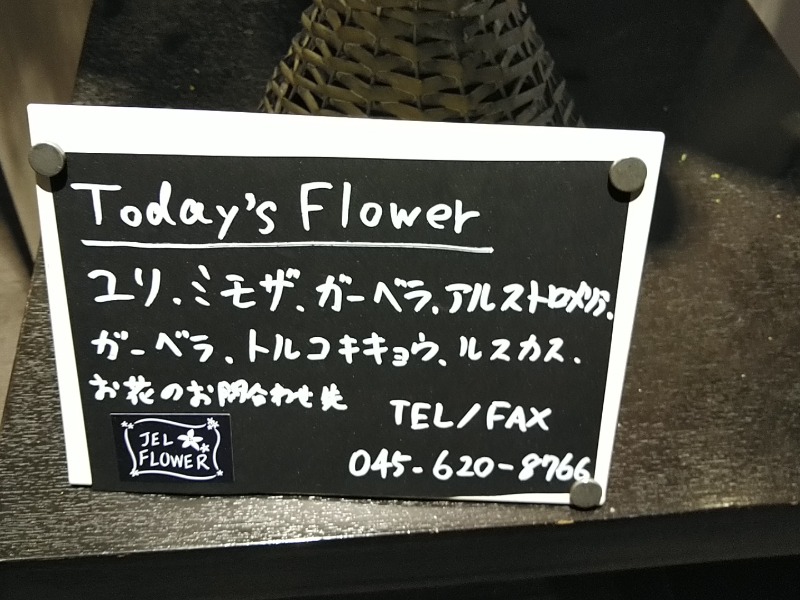 Today's Flower
ユリ、ミモザ、ガーベラ、アルストロメリア、
ガーベラ、トルコキキョウ、ルスカス、
お花のお問合わせ先
TEL/FAX
JEL
FLOWER
045-620-8766